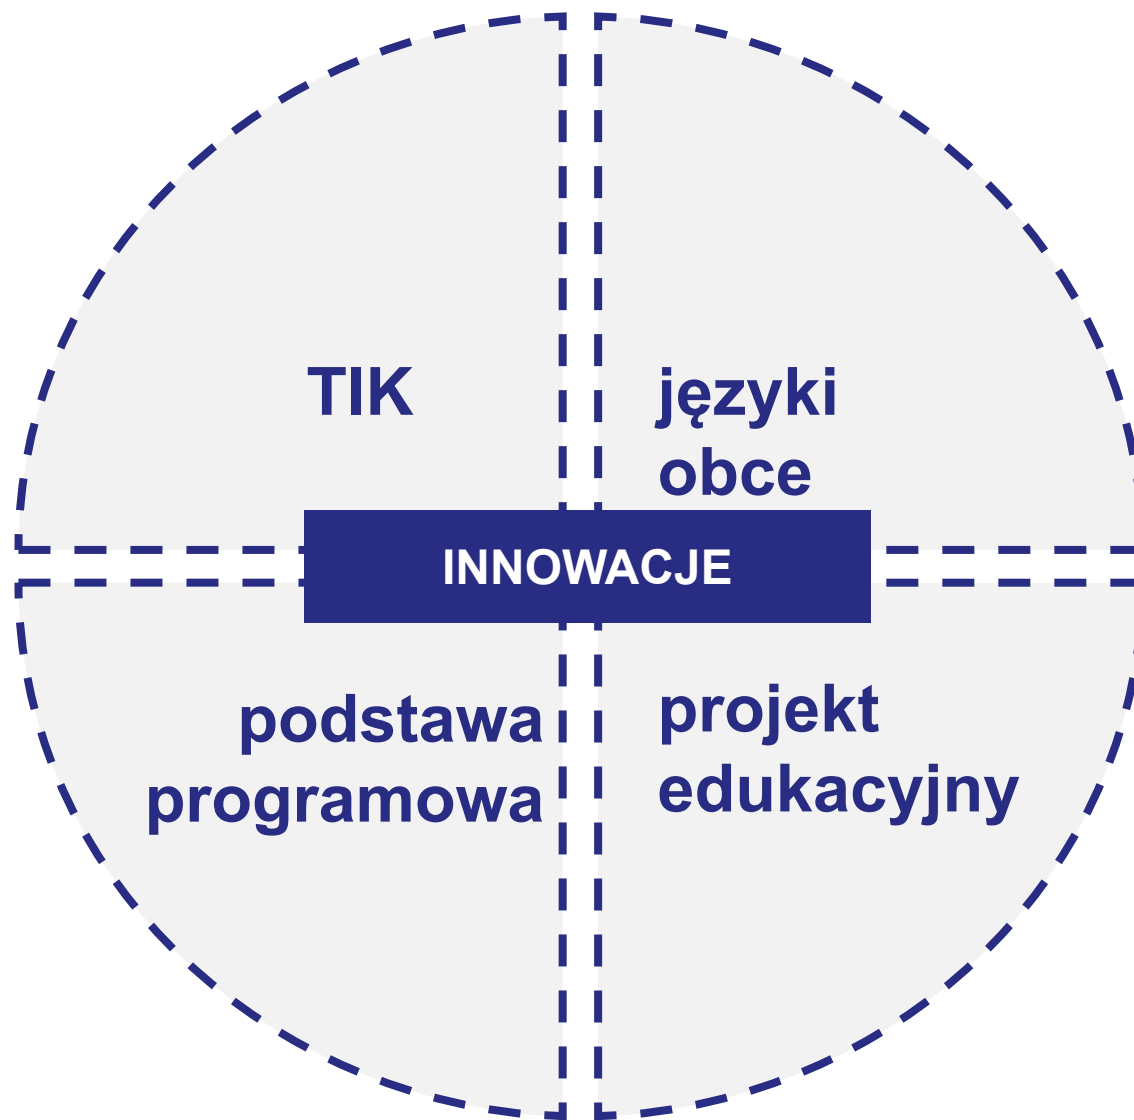 TIK
języki
obce
INNOWACJE
podstawa
programowa
projekt
edukacyjny